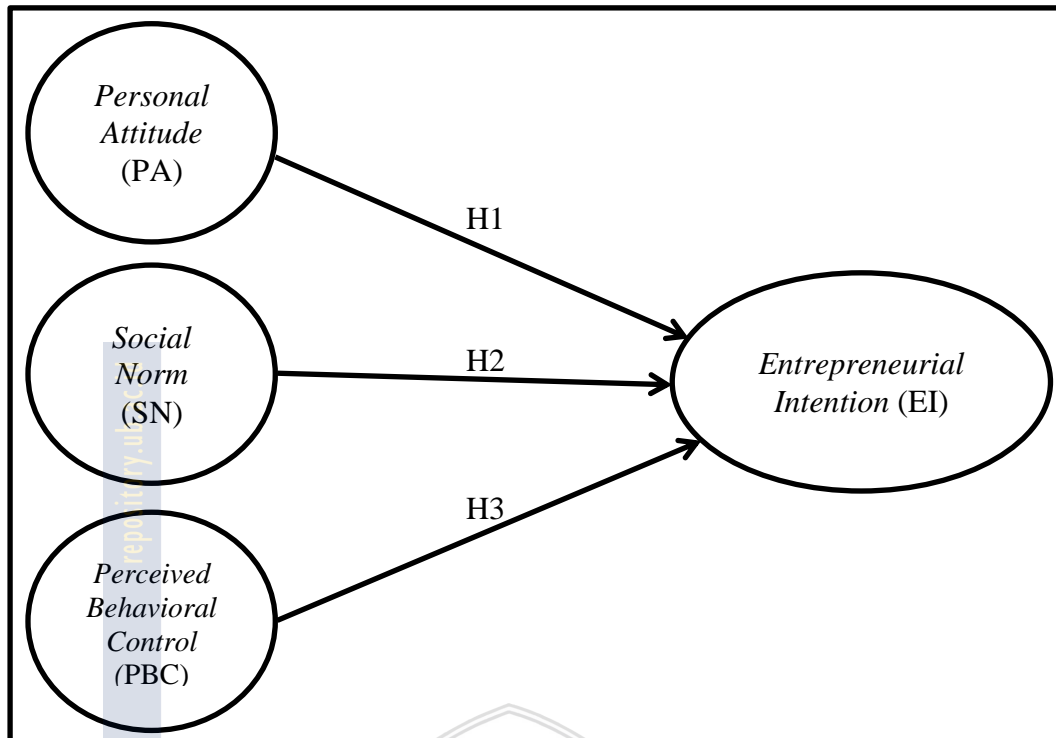 Personal
Attitude
(PA)
H1
Social
Norm
(SN)
H2
Entrepreneurial
Intention (EI)
H3
Perceived
Behavioral
Control
(PBC)